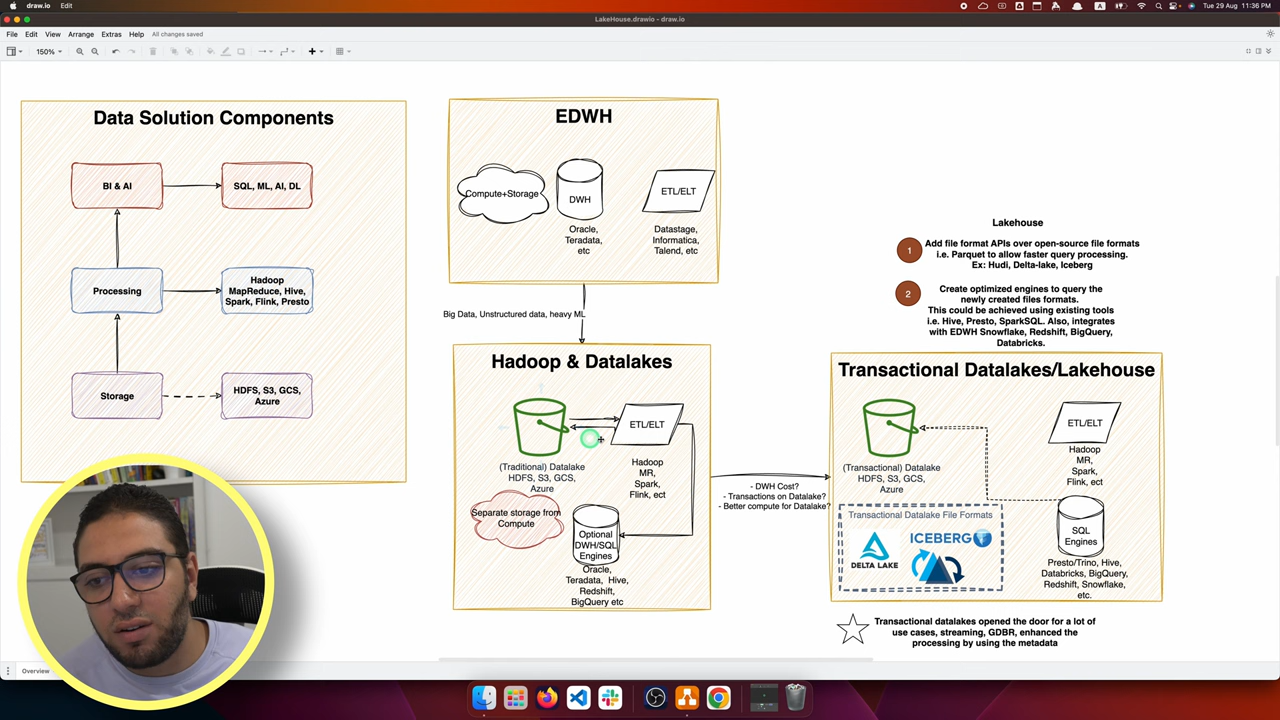 draw.io
Edit
Tue 29 Aug 11:36 PM
LakeHouse.drawio - draw.io
File
Edit
View
Arrange
Extras
Help
All changes saved
150%
Data Solution Components
BI & AI
SQL, ML, AI, DL
Processing
Hadoop
MapReduce, Hive,
Spark, Flink, Presto
Storage
HDFS, S3, GCS,
Azure
EDWH
Compute+Storage
DWH
ETL/ELT
Oracle,
Teradata,
etc
Datastage,
Informatica,
Talend, etc
Big Data, Unstructured data, heavy ML
Hadoop & Datalakes
ETL/ELT
(Traditional) Datalake
HDFS, S3, GCS,
Azure
Hadoop
MR,
Spark,
Flink, ect
Separate storage from
Compute
Optional
DWH/SQL
Engines
Oracle,
Teradata, Hive,
Redshift,
BigQuery etc
- DWH Cost?
- Transactions on Datalake?
- Better compute for Datalake?
Lakehouse
1
Add file format APIs over open-source file formats
i.e. Parquet to allow faster query processing.
Ex: Hudi, Delta-lake, Iceberg
2
Create optimized engines to query the
newly created files formats.
This could be achieved using existing tools
i.e. Hive, Presto, SparkSQL. Also, integrates
with EDWH Snowflake, Redshift, BigQuery,
Databricks.
Transactional Datalakes/Lakehouse
ETL/ELT
(Transactional) Datalake
HDFS, S3, GCS,
Azure
Hadoop
MR,
Spark,
Flink, ect
Transactional Datalake File Formats
DELTA LAKE
ICEBERG
SQL
Engines
Presto/Trino, Hive,
Databricks, BigQuery,
Redshift, Snowflake,
etc.
Transactional datalakes opened the door for a lot of
use cases, streaming, GDBR, enhanced the
processing by using the metadata
Overview